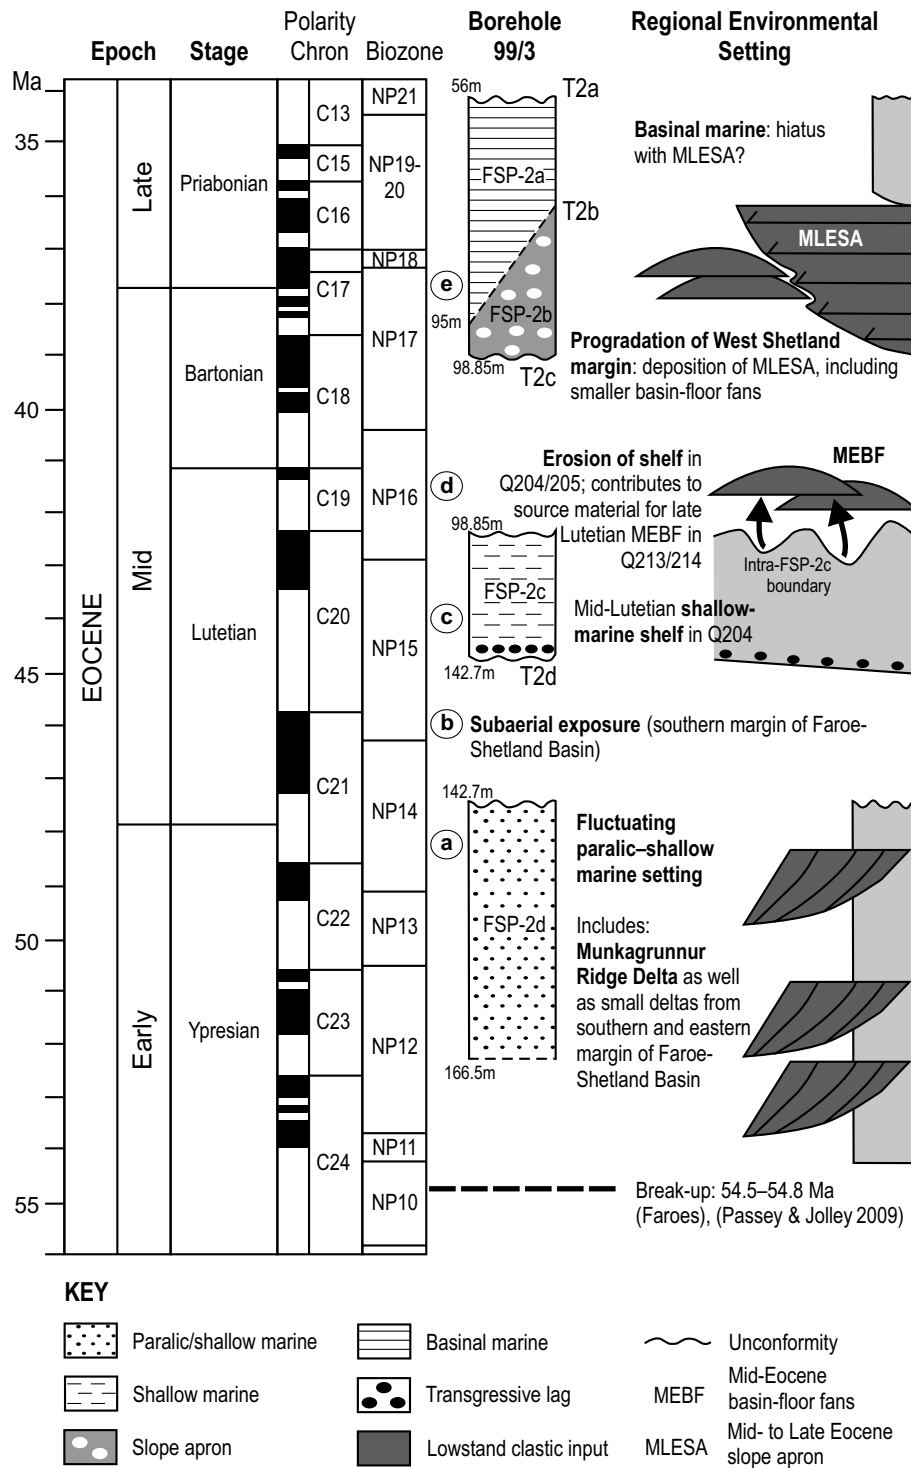 Epoch
Stage
Polarity
Chron
Biozone
Borehole
99/3
Regional Environmental
Setting
Ma
35
40
45
50
55
EOCENE
Late
Mid
Early
Priabonian
Bartonian
Lutetian
Ypresian
C13
C15
C16
C17
C18
C19
C20
C21
C22
C23
C24
NP21
NP19-
20
NP18
NP17
NP16
NP15
NP14
NP13
NP12
NP11
NP10
56m
T2a
FSP-2a
T2b
e
FSP-2b
95m
98.85m
T2c
Basinal marine: hiatus
with MLESA?
MLESA
Progradation of West Shetland
margin: deposition of MLESA, including
smaller basin-floor fans
d
Erosion of shelf in
Q204/205; contributes to
source material for late
Lutetian MEBF in
Q213/214
MEBF
Intra-FSP-2c
boundary
98.85m
FSP-2c
c
142.7m
T2d
Mid-Lutetian shallow-
marine shelf in Q204
b
Subaerial exposure (southern margin of Faroe-
Shetland Basin)
142.7m
a
FSP-2d
166.5m
Fluctuating
paralic–shallow
marine setting
Includes:
Munkagrunnur
Ridge Delta as well
as small deltas from
southern and eastern
margin of Faroe-
Shetland Basin
Break-up: 54.5–54.8 Ma
(Faroes), (Passey & Jolley 2009)
KEY
Paralic/shallow marine
Shallow marine
Slope apron
Basinal marine
Transgressive lag
Lowstand clastic input
Unconformity
MEBF
Mid-Eocene
basin-floor fans
MLESA
Mid- to Late Eocene
slope apron